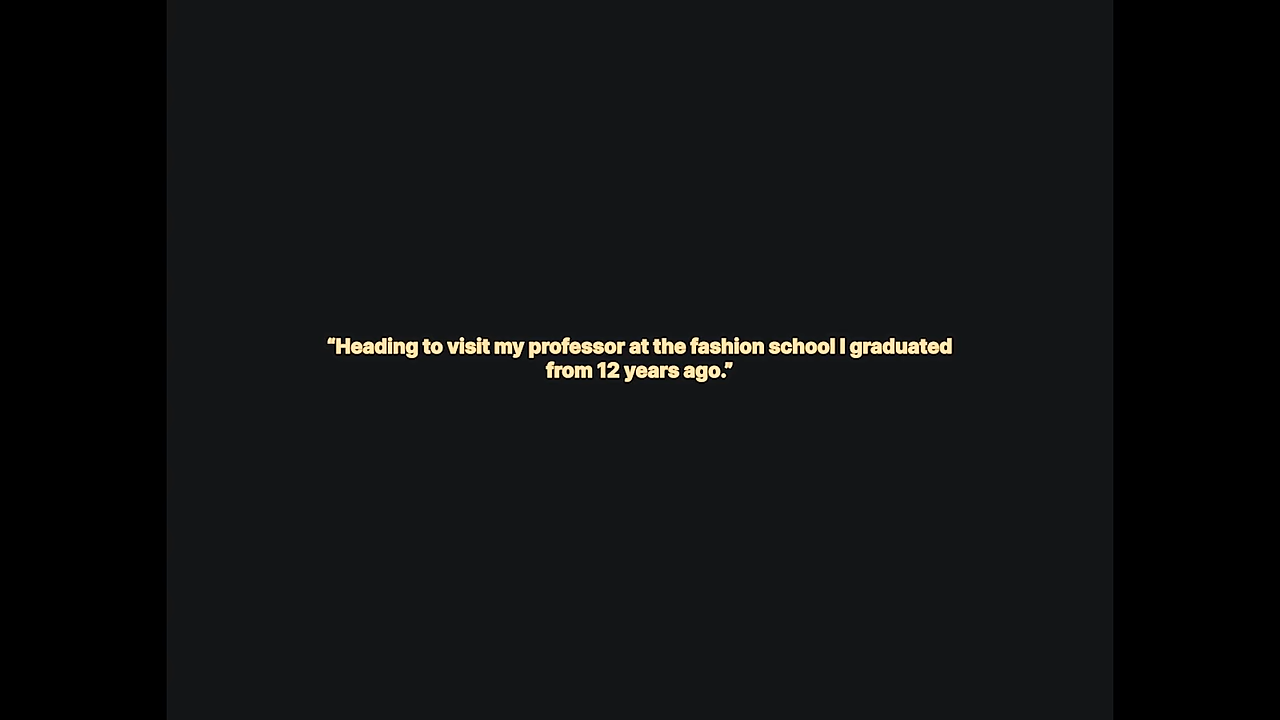 “Heading to visit my professor at the fashion school I graduated
from 12 years ago.”